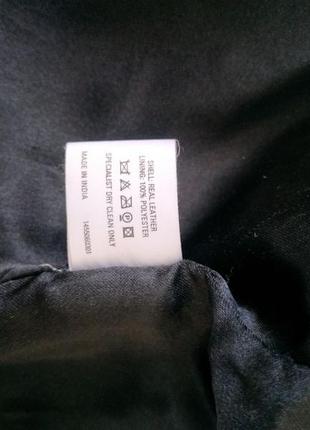 SHELL: REAL LEATHER
LINING: 100% POLYESTER
SPECIALIST DRY CLEAN ONLY
MADE IN INDIA